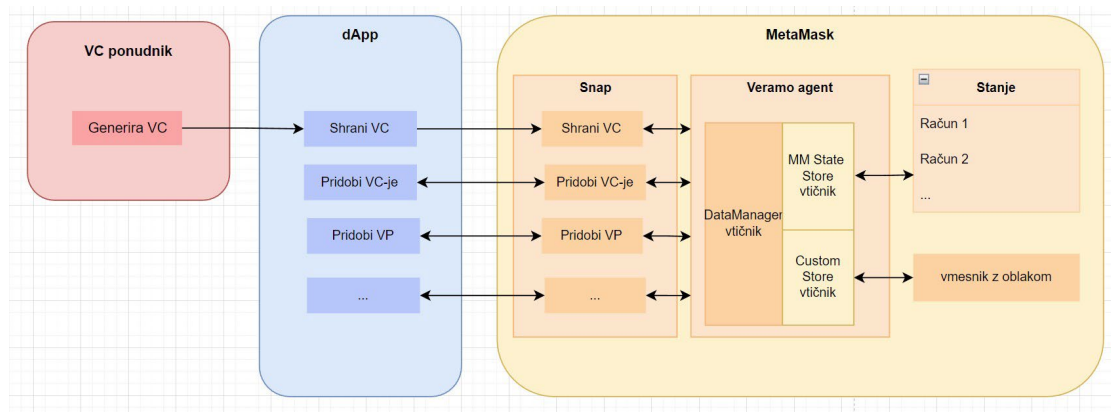 VC ponudnik
Generira VC
dApp
Shrani VC
Pridobi VC-je
Pridobi VP
...
MetaMask
Snap
Shrani VC
Pridobi VC-je
Pridobi VP
...
Veramo agent
DataManager
vtičnik
MM State
Store
vtičnik
Custom
Store
vtičnik
Stanje
Račun 1
Račun 2
...
vmesnik z oblakom